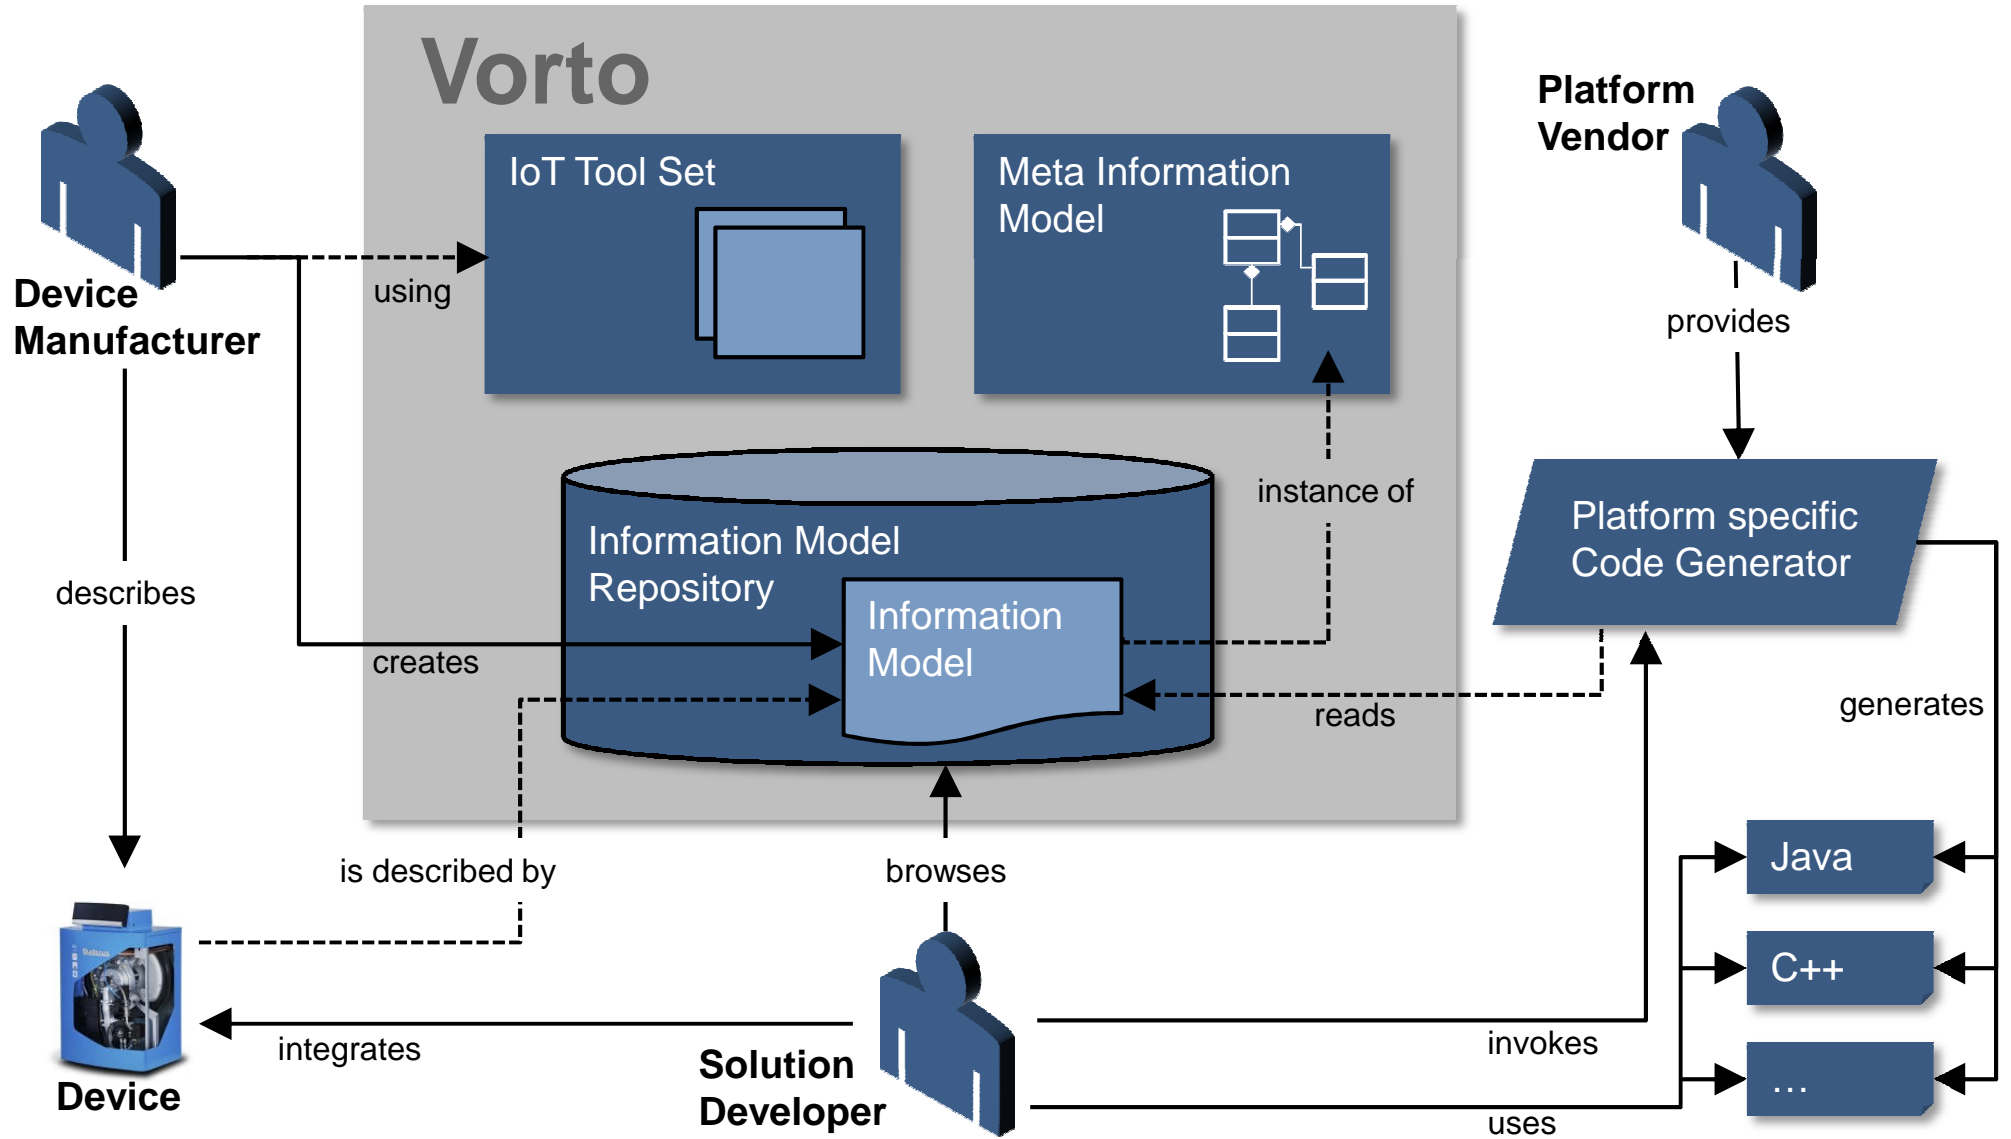 Vorto
Platform
Vendor
IoT Tool Set
Meta Information
Model
using
Device
Manufacturer
provides
instance of
Platform specific
Code Generator
Information Model
Repository
describes
Information
Model
creates
reads
generates
is described by
browses
Java
C++
...
integrates
invokes
Solution
Developer
Device
uses